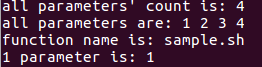 all parameters' count is: 4
all parameters are: 1 2 3 4
function name is: sample.sh
1 parameter is: 1